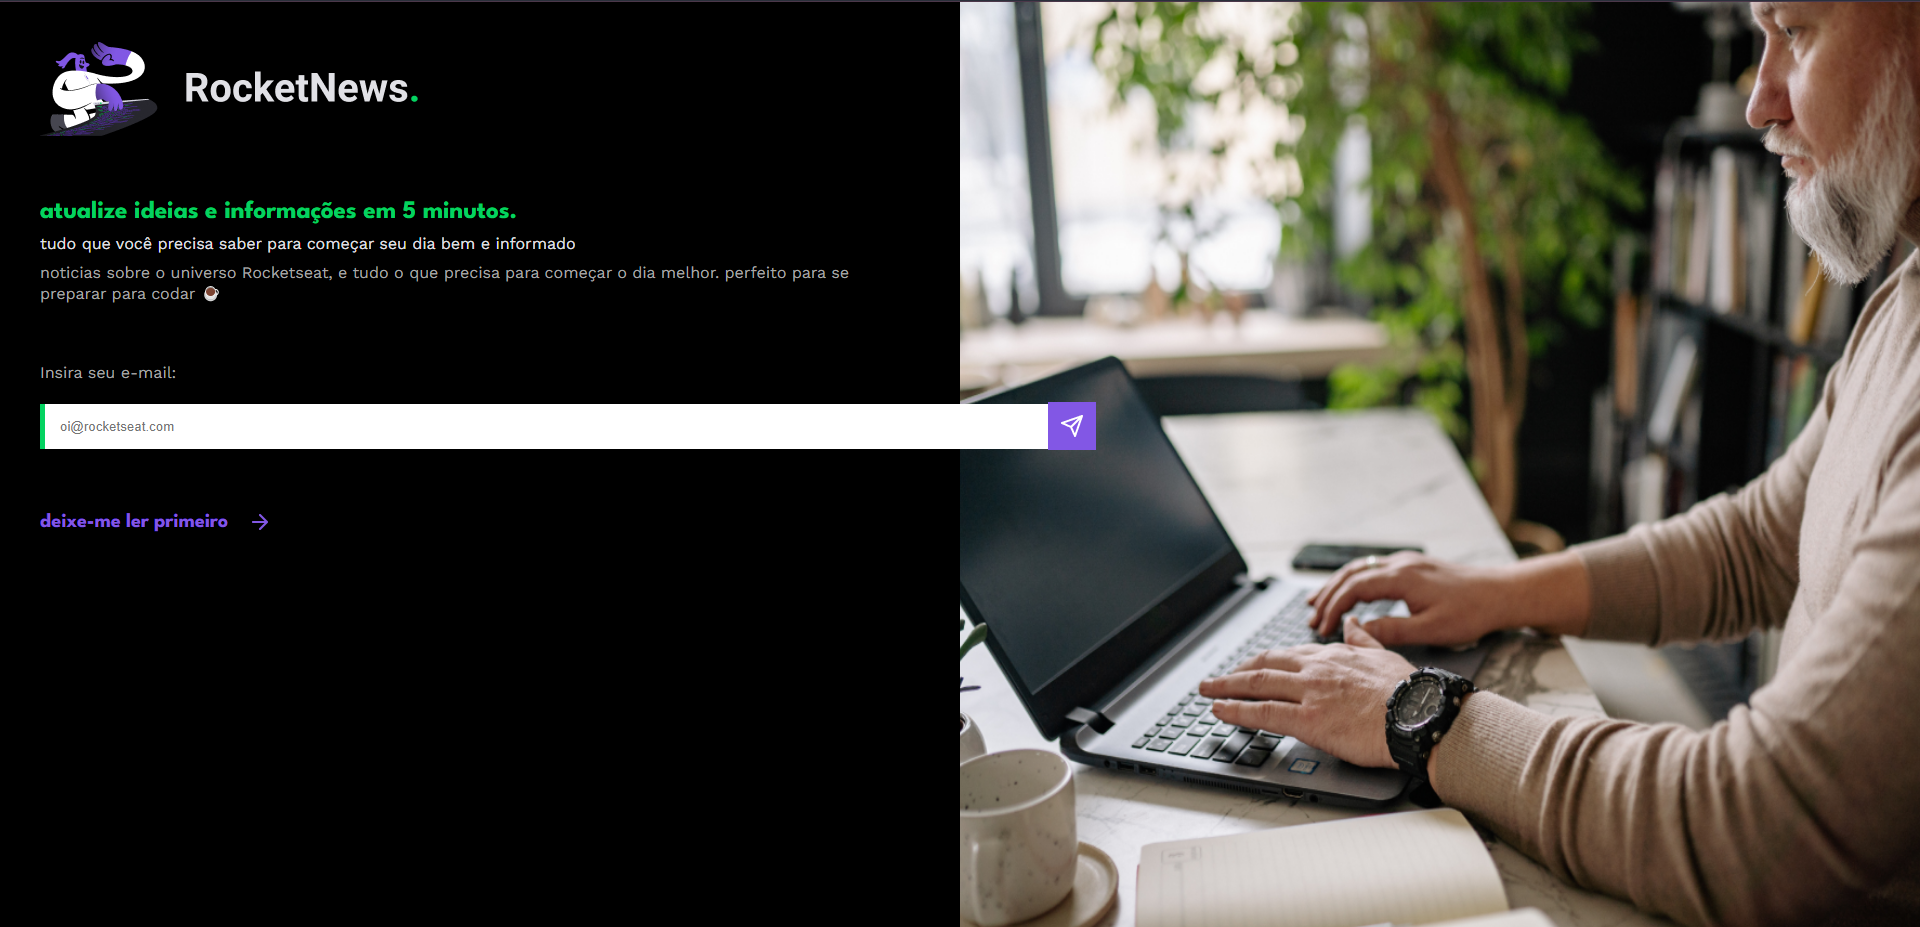 RocketNews.
atualize ideias e informações em 5 minutos.
tudo que você precisa saber para começar seu dia bem e informado
noticias sobre o universo Rocketseat, e tudo o que precisa para começar o dia melhor. perfeito para se
preparar para codar ☕
Insira seu e-mail:
oi@rocketseat.com
deixe-me ler primeiro